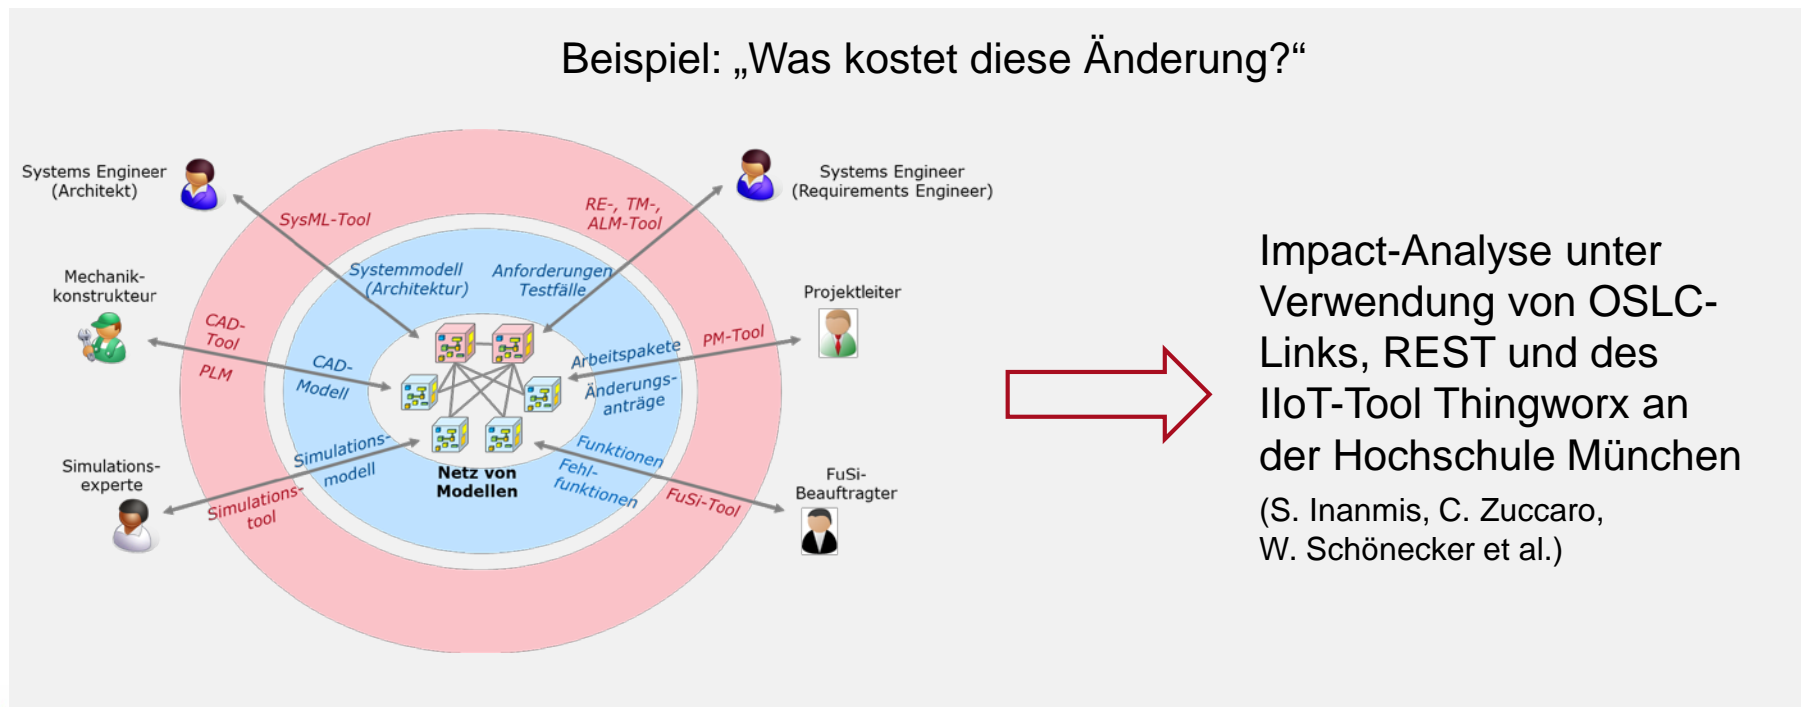 Beispiel: „Was kostet diese Änderung?“
Systems Engineer
(Architekt)
Systems Engineer
(Requirements Engineer)
SysML-Tool
RE-, TM-,
ALM-Tool
Systemmodell
(Architektur)
Anforderungen
Testfälle
Mechanik-
konstrukteur
Projektleiter
CAD-
Tool
PLM
CAD-
Modell
Arbeitspakete
Änderungs-
anträge
PM-Tool
Simulations-
experte
Simulations-
tool
Simulations-
modell
Netz von
Modellen
Funktionen
Fehl-
funktionen
FuSi-Tool
FuSi-
Beauftragter
Impact-Analyse unter
Verwendung von OSLC-
Links, REST und des
IIoT-Tool Thingworx an
der Hochschule München
(S. Inanmis, C. Zuccaro,
W. Schönecker et al.)